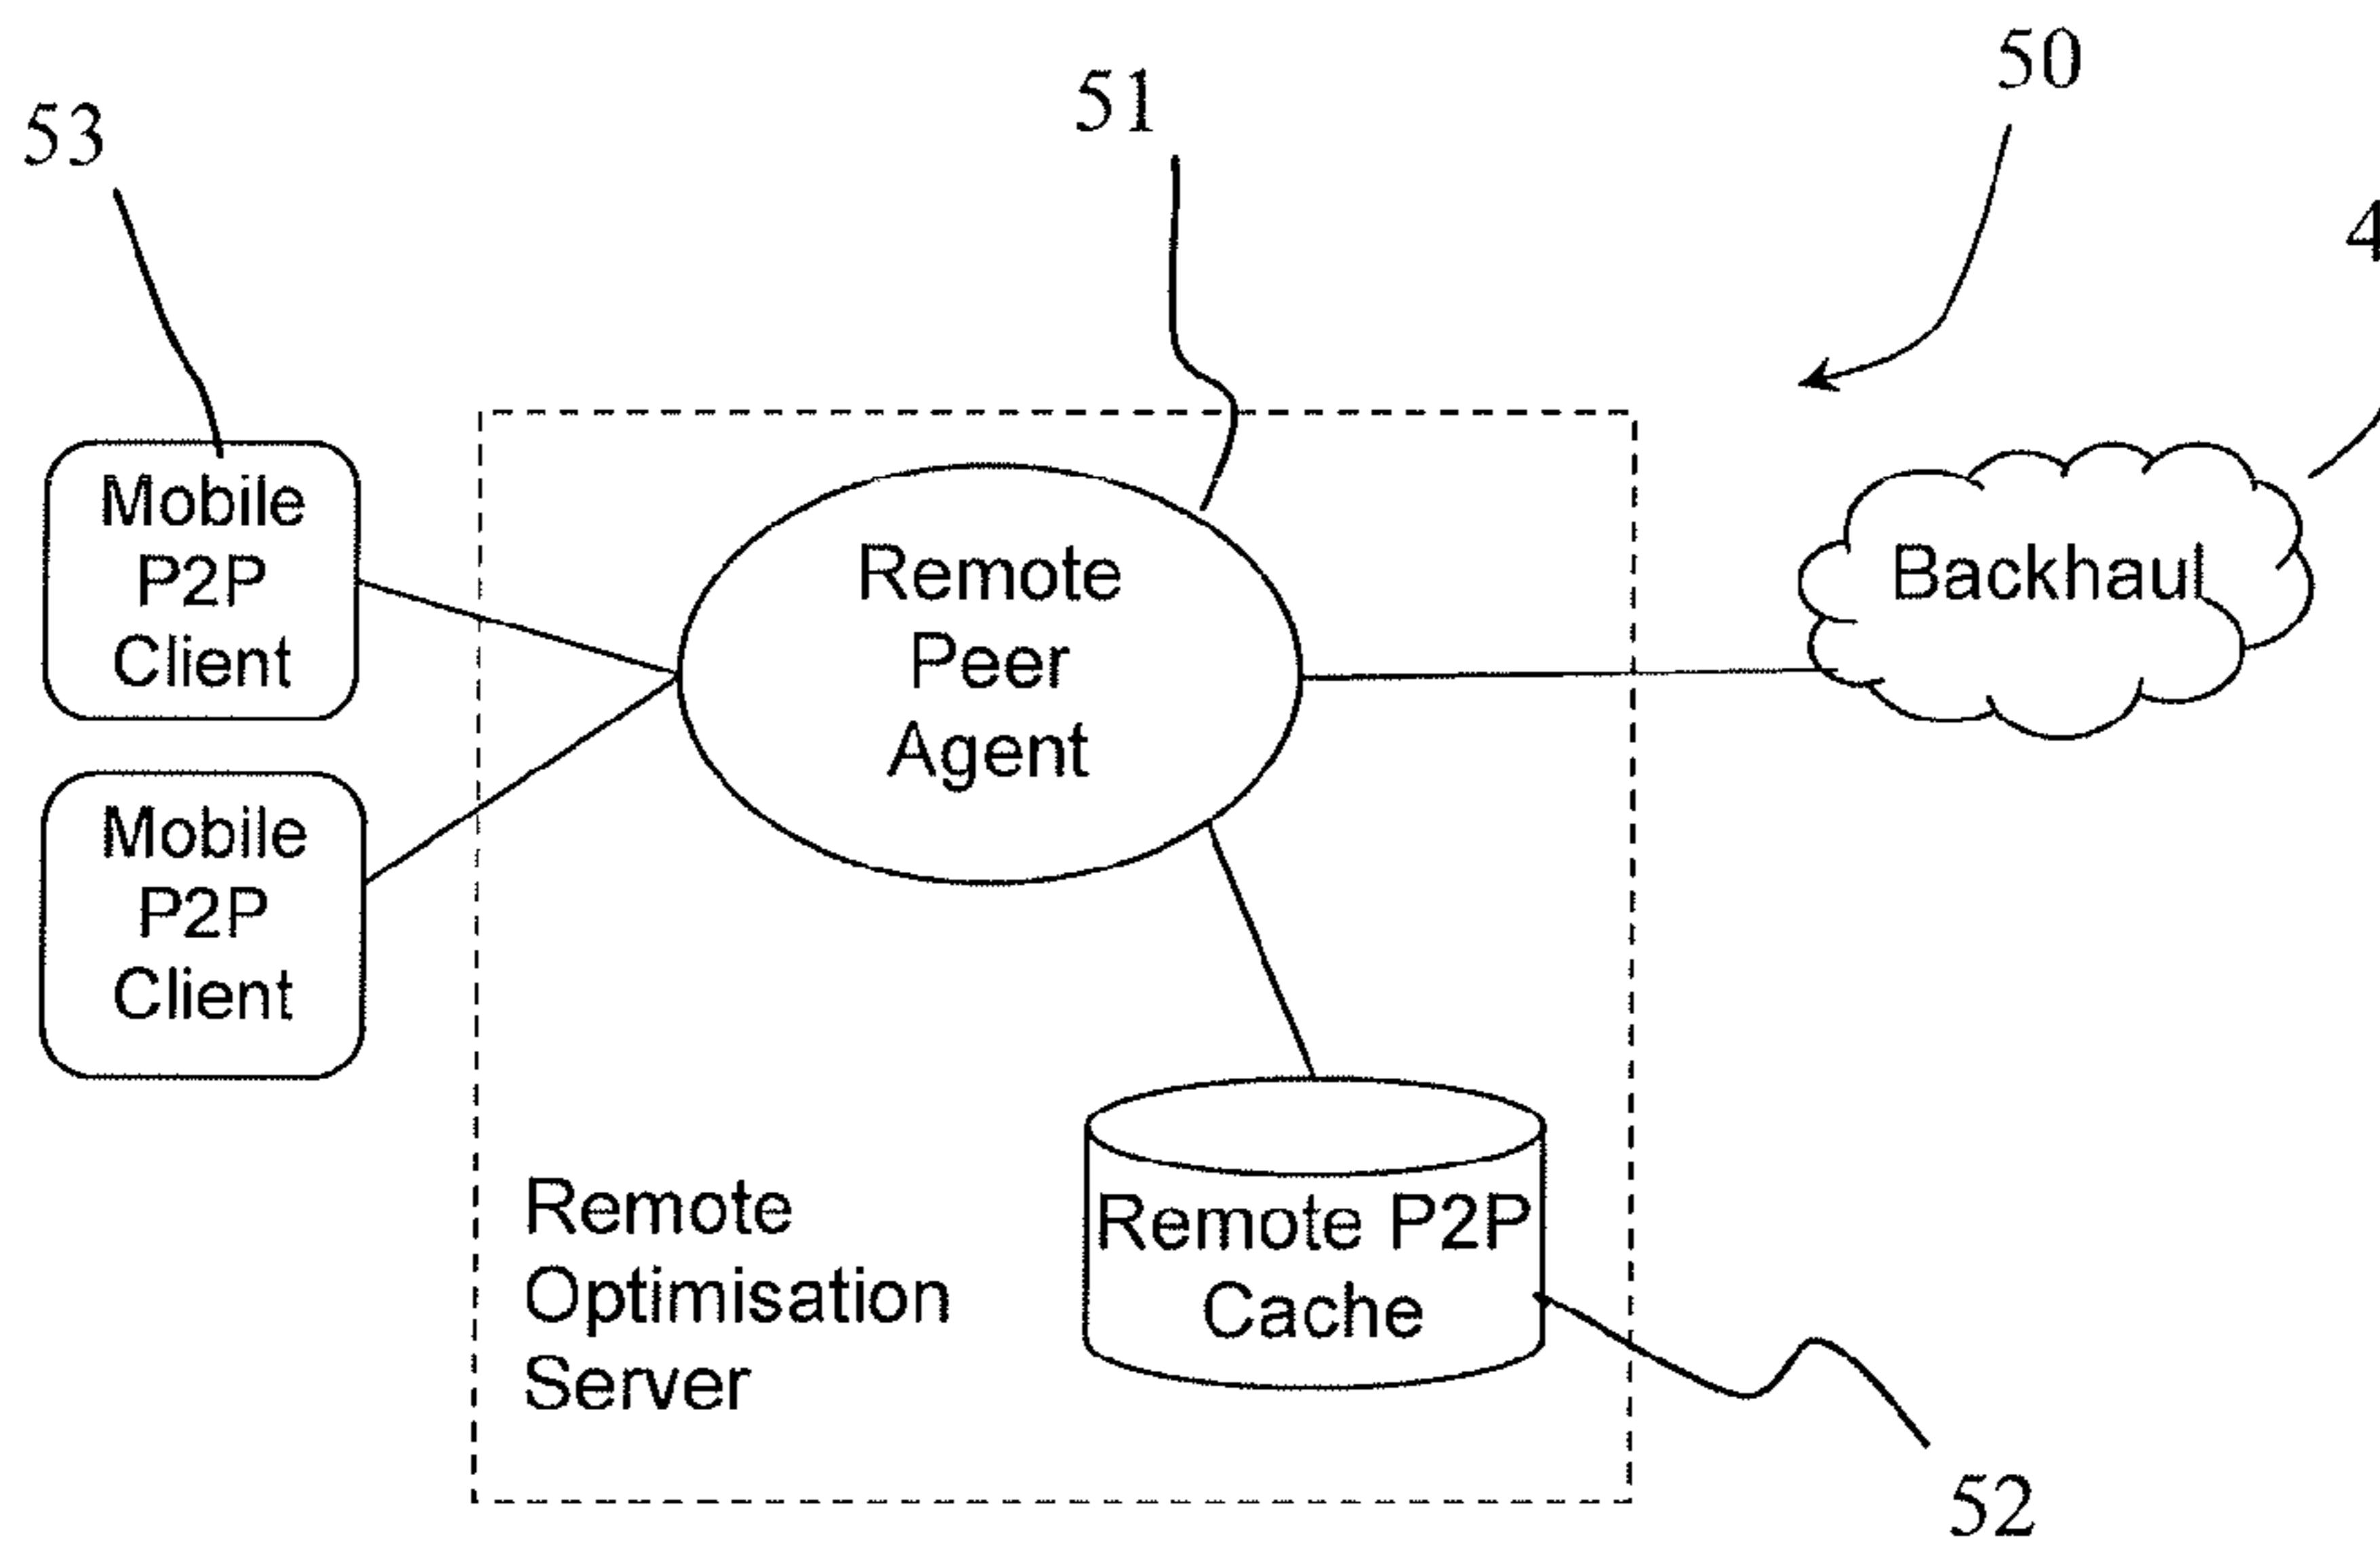 50
51
53
4
Mobile
P2P
Client
Remote
Peer
Agent
Backhaul
Mobile
P2P
Client
Remote P2P
Cache
Remote
Optimisation
Server
52